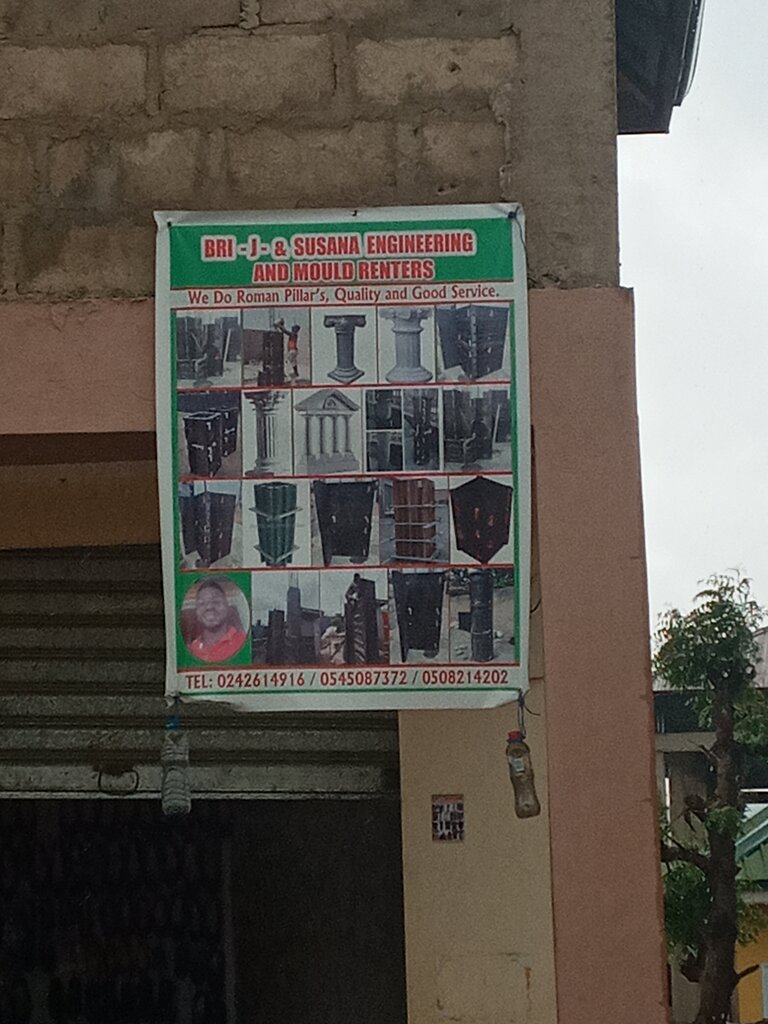 BRI -J- & SUSANA ENGINEERING
AND MOULD RENTERS
We Do Roman Pillar's, Quality and Good Service.
TEL: 0242614916 / 0545087372 / 0508214202